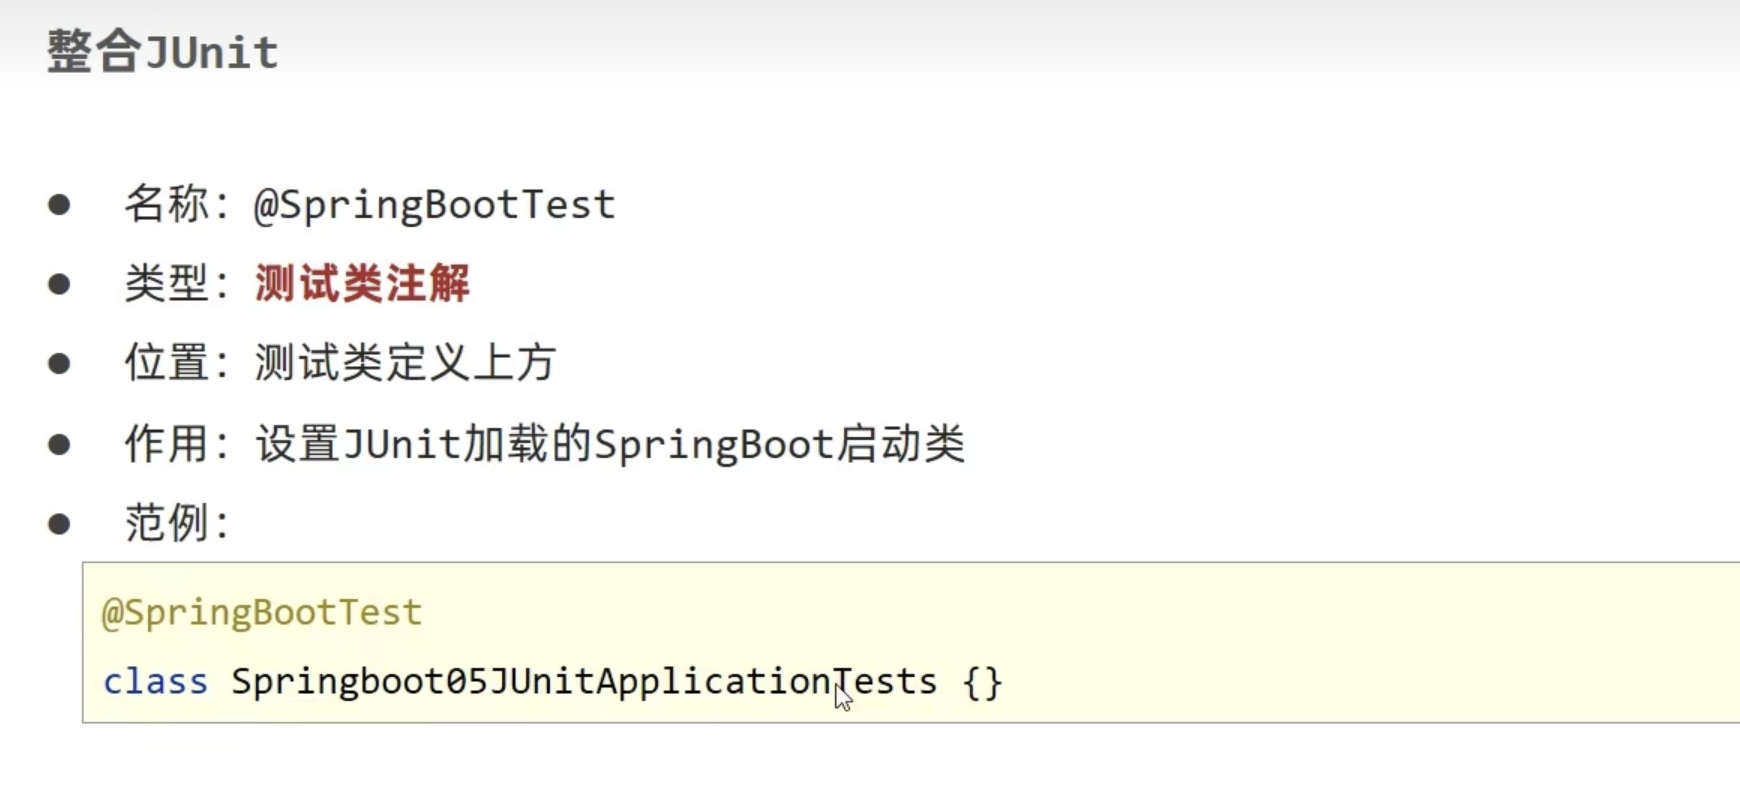 整合JUnit
● 名称：@SpringBootTest
● 类型：测试类注解
● 位置：测试类定义上方
● 作用：设置JUnit加载的SpringBoot启动类
● 范例：
@SpringBootTest
class Springboot05JUnitApplicationTests {}